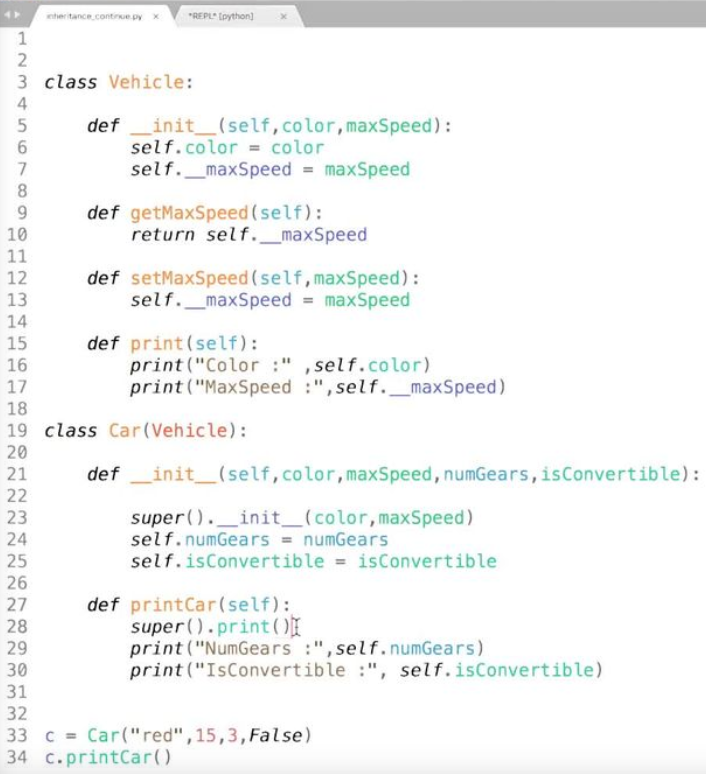 inheritance_continue.py × *REPL* [python] ×
1
2
3 class Vehicle:
4
5     def __init__(self,color,maxSpeed):
6         self.color = color
7         self.__maxSpeed = maxSpeed
8
9     def getMaxSpeed(self):
10         return self.__maxSpeed
11
12     def setMaxSpeed(self,maxSpeed):
13         self.__maxSpeed = maxSpeed
14
15     def print(self):
16         print("Color :" ,self.color)
17         print("MaxSpeed :",self.__maxSpeed)
18
19 class Car(Vehicle):
20
21     def __init__(self,color,maxSpeed,numGears,isConvertible):
22
23         super().__init__(color,maxSpeed)
24         self.numGears = numGears
25         self.isConvertible = isConvertible
26
27     def printCar(self):
28         super().print()
29         print("NumGears :",self.numGears)
30         print("IsConvertible :", self.isConvertible)
31
32
33 c = Car("red",15,3,False)
34 c.printCar()